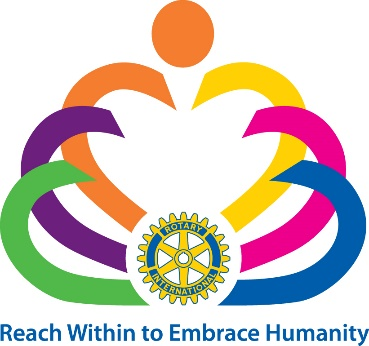 ROTARY
INTERNATIONAL
Reach Within to Embrace Humanity